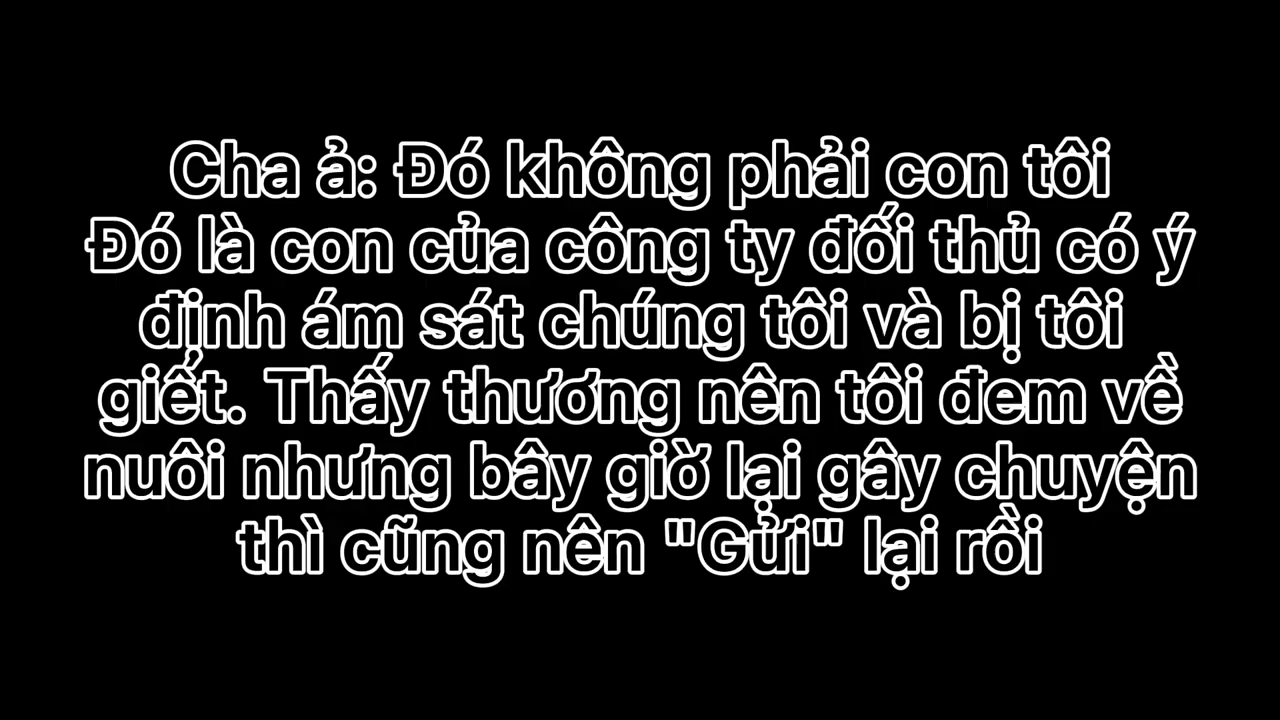 Cha ả: Đó không phải con tôi
Đó là con của công ty đối thủ có ý
định ám sát chúng tôi và bị tôi
giết. Thấy thương nên tôi đem về
nuôi nhưng bây giờ lại gây chuyện
thì cũng nên "Gửi" lại rồi